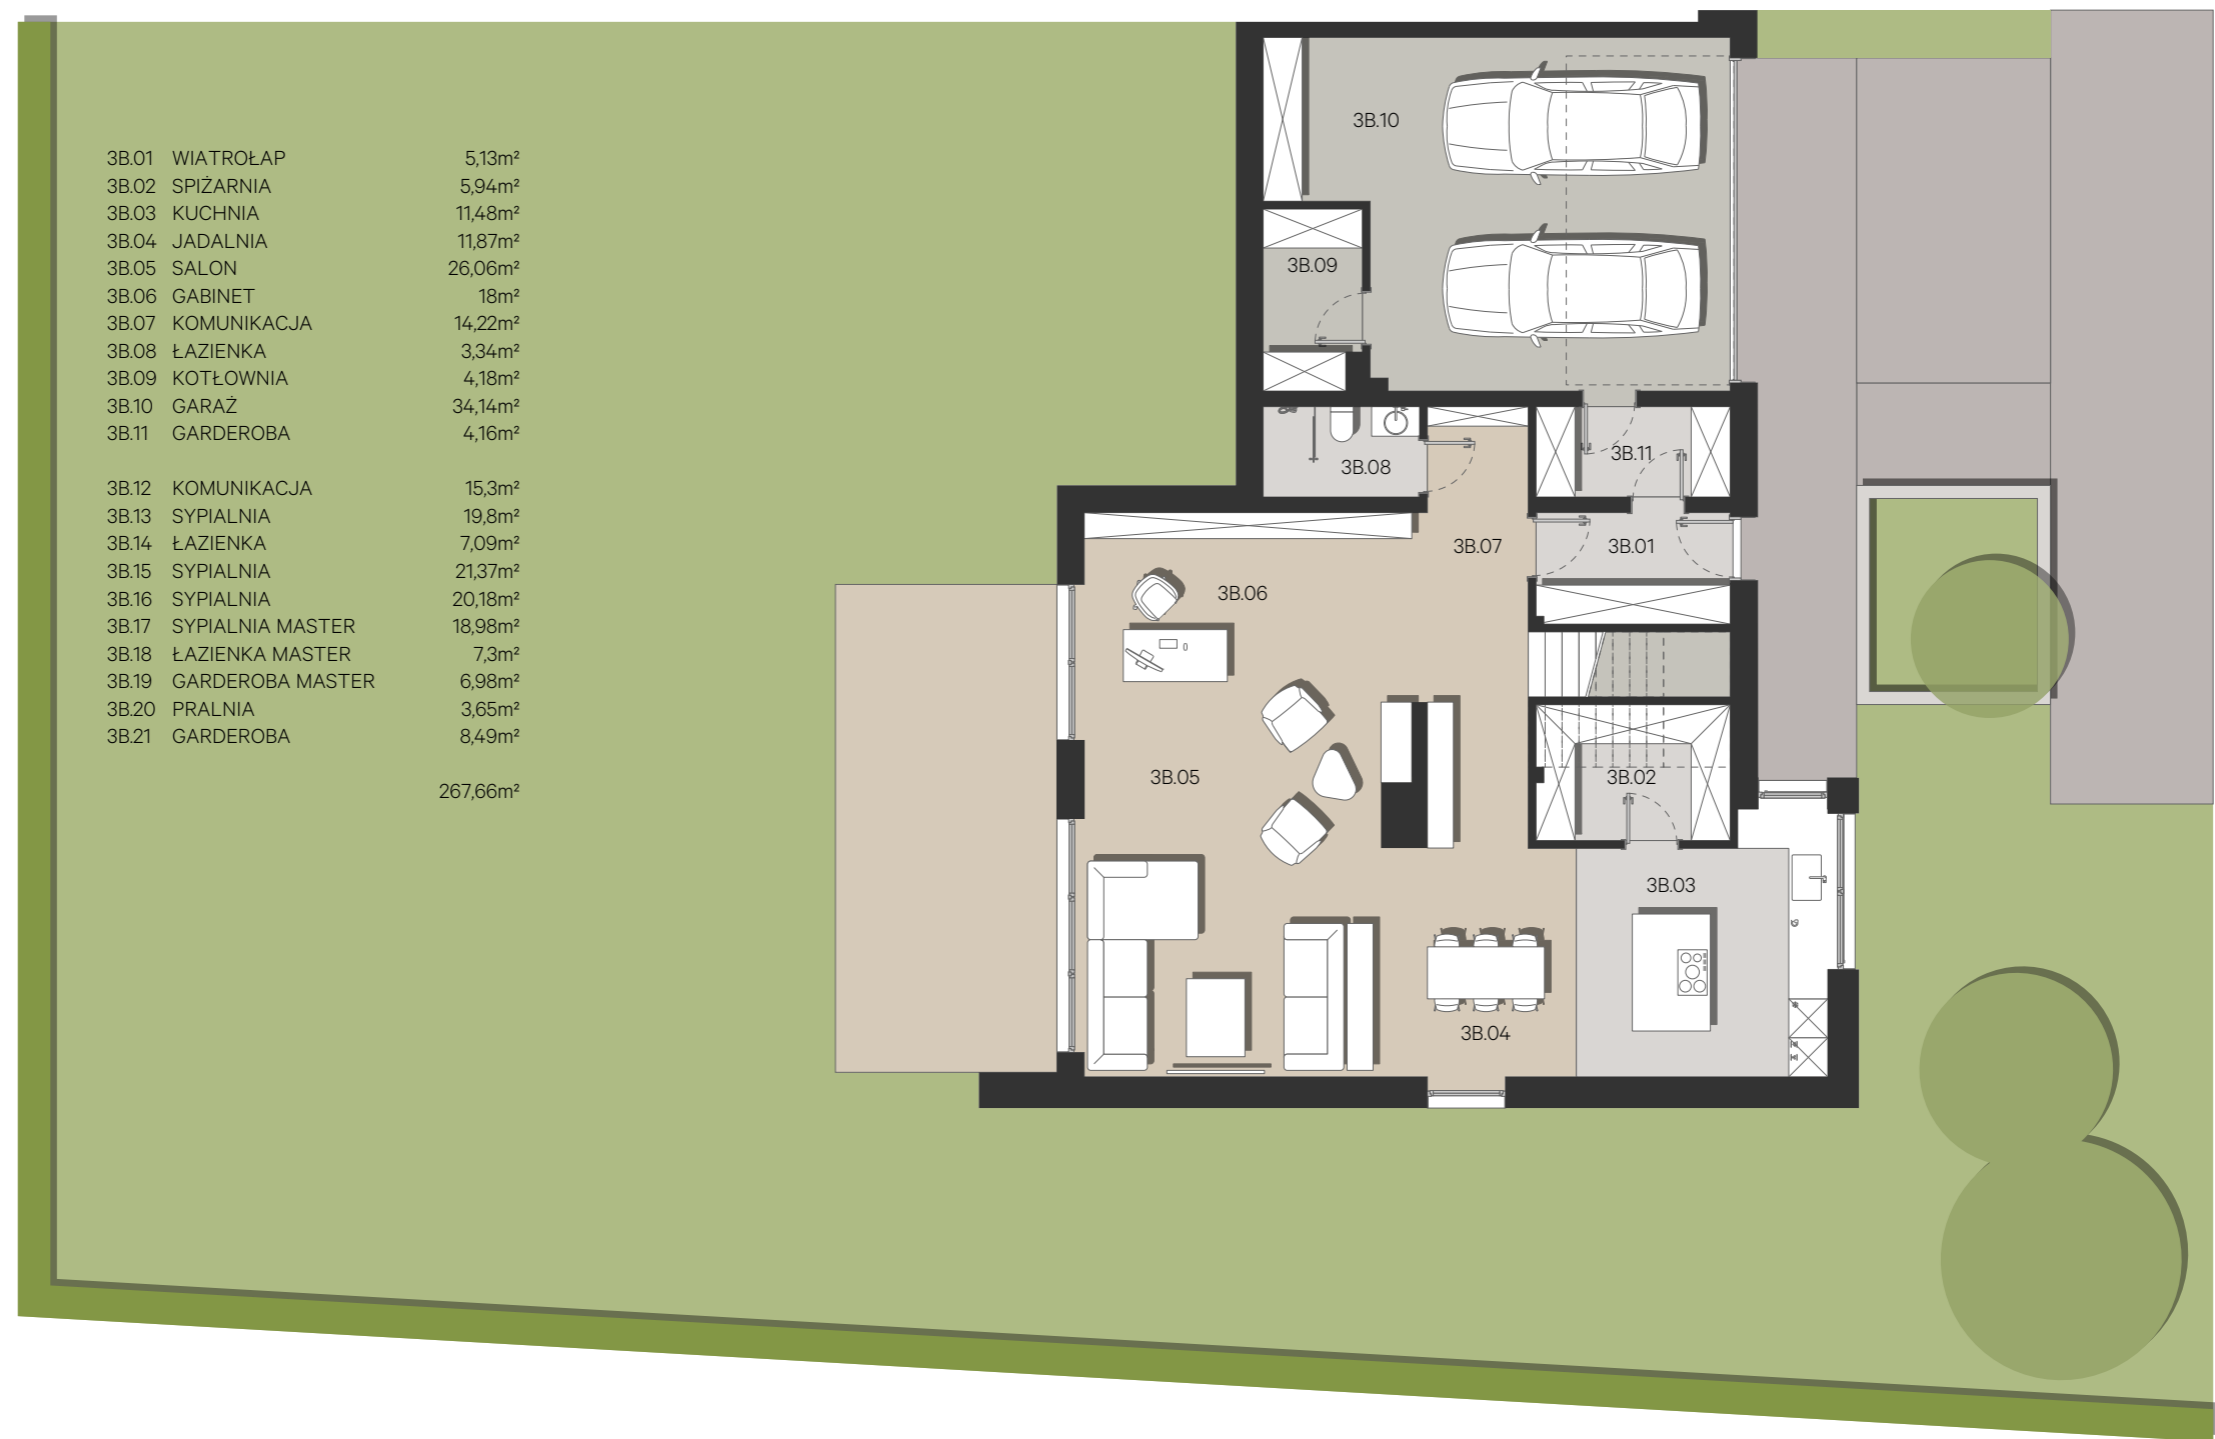 3B.01 WIATROŁAP 5,13m²
3B.02 SPIŻARNIA 5,94m²
3B.03 KUCHNIA 11,48m²
3B.04 JADALNIA 11,87m²
3B.05 SALON 26,06m²
3B.06 GABINET 18m²
3B.07 KOMUNIKACJA 14,22m²
3B.08 ŁAZIENKA 3,34m²
3B.09 KOTŁOWNIA 4,18m²
3B.10 GARAŻ 34,14m²
3B.11 GARDEROBA 4,16m²
3B.12 KOMUNIKACJA 15,3m²
3B.13 SYPIALNIA 19,8m²
3B.14 ŁAZIENKA 7,09m²
3B.15 SYPIALNIA 21,37m²
3B.16 SYPIALNIA 20,18m²
3B.17 SYPIALNIA MASTER 18,98m²
3B.18 ŁAZIENKA MASTER 7,3m²
3B.19 GARDEROBA MASTER 6,98m²
3B.20 PRALNIA 3,65m²
3B.21 GARDEROBA 8,49m²
267,66m²
3B.10
3B.09
3B.08
3B.11
3B.07
3B.01
3B.06
3B.05
3B.02
3B.03
3B.04